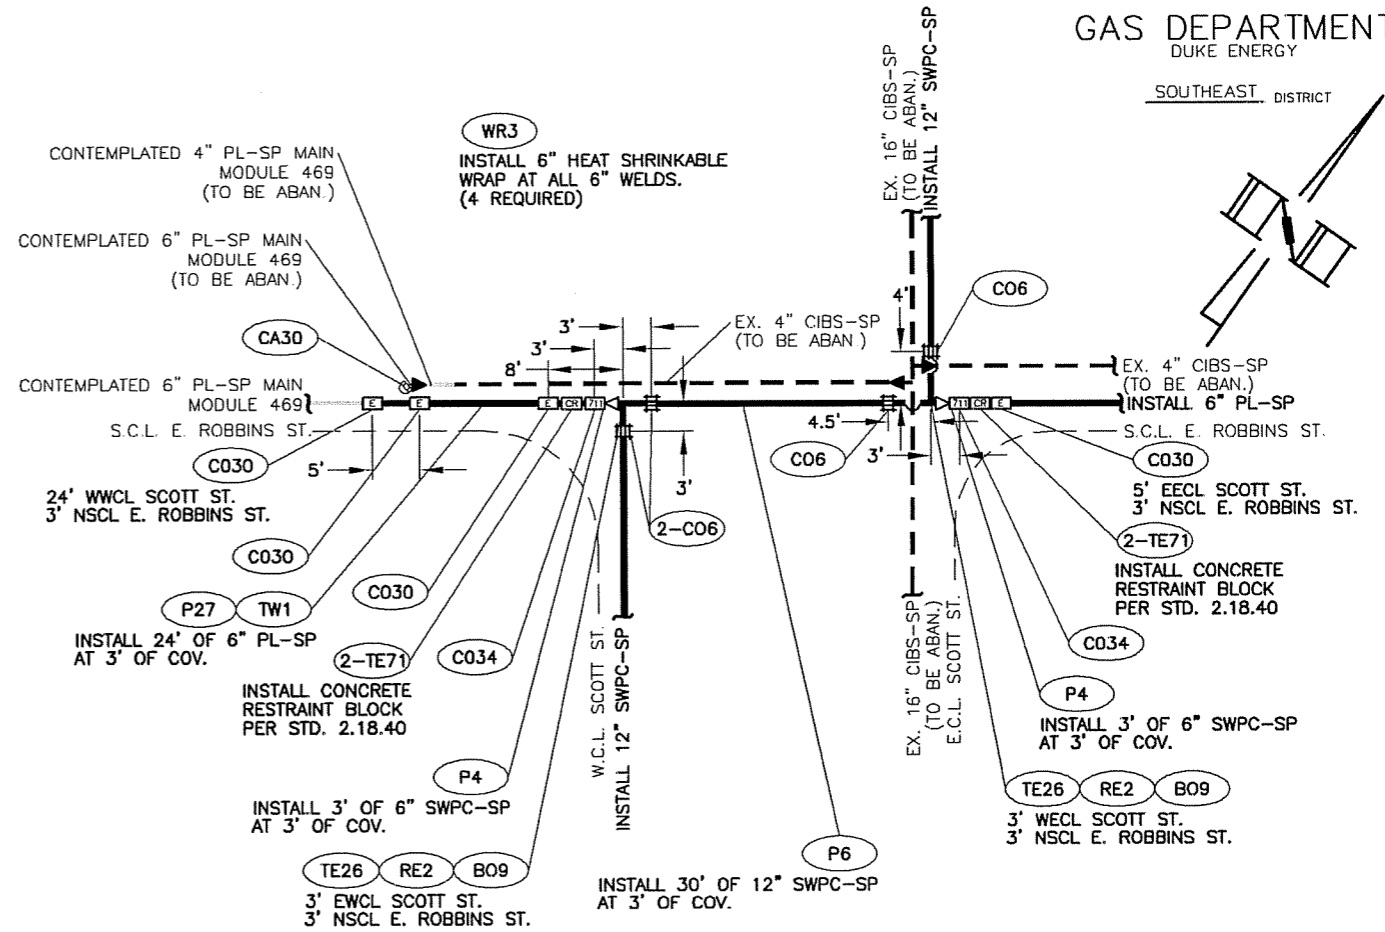 GAS DEPARTMENT
DUKE ENERGY
SOUTHEAST DISTRICT
WR3
INSTALL 6" HEAT SHRINKABLE
WRAP AT ALL 6" WELDS.
(4 REQUIRED)
CONTEMPLATED 4" PL-SP MAIN
MODULE 469
(TO BE ABAN.)
CONTEMPLATED 6" PL-SP MAIN
MODULE 469
(TO BE ABAN.)
EX. 16" CIBS-SP
(TO BE ABAN.)
INSTALL 12" SWPC-SP
CO6
4'
CA30
3'
3'
8'
EX. 4" CIBS-SP
(TO BE ABAN.)
EX. 4" CIBS-SP
(TO BE ABAN.)
INSTALL 6" PL-SP
CONTEMPLATED 6" PL-SP MAIN
MODULE 469
E
E
E
CR
711
711
CR
E
S.C.L. E. ROBBINS ST.
S.C.L. E. ROBBINS ST.
4.5'
3'
CO6
CO30
5'
3'
CO30
24' WWCL SCOTT ST.
3' NSCL E. ROBBINS ST.
5' EECL SCOTT ST.
3' NSCL E. ROBBINS ST.
2-CO6
2-TE71
INSTALL CONCRETE
RESTRAINT BLOCK
PER STD. 2.18.40
CO30
CO30
P27
TW1
INSTALL 24' OF 6" PL-SP
AT 3' OF COV.
2-TE71
INSTALL CONCRETE
RESTRAINT BLOCK
PER STD. 2.18.40
CO34
CO34
W.C.L. SCOTT ST.
INSTALL 12" SWPC-SP
EX. 16" CIBS-SP
(TO BE ABAN.)
E.C.L. SCOTT ST.
P4
INSTALL 3' OF 6" SWPC-SP
AT 3' OF COV.
P4
INSTALL 3' OF 6" SWPC-SP
AT 3' OF COV.
TE26
RE2
BO9
3' WECL SCOTT ST.
3' NSCL E. ROBBINS ST.
TE26
RE2
BO9
3' EWCL SCOTT ST.
3' NSCL E. ROBBINS ST.
P6
INSTALL 30' OF 12" SWPC-SP
AT 3' OF COV.